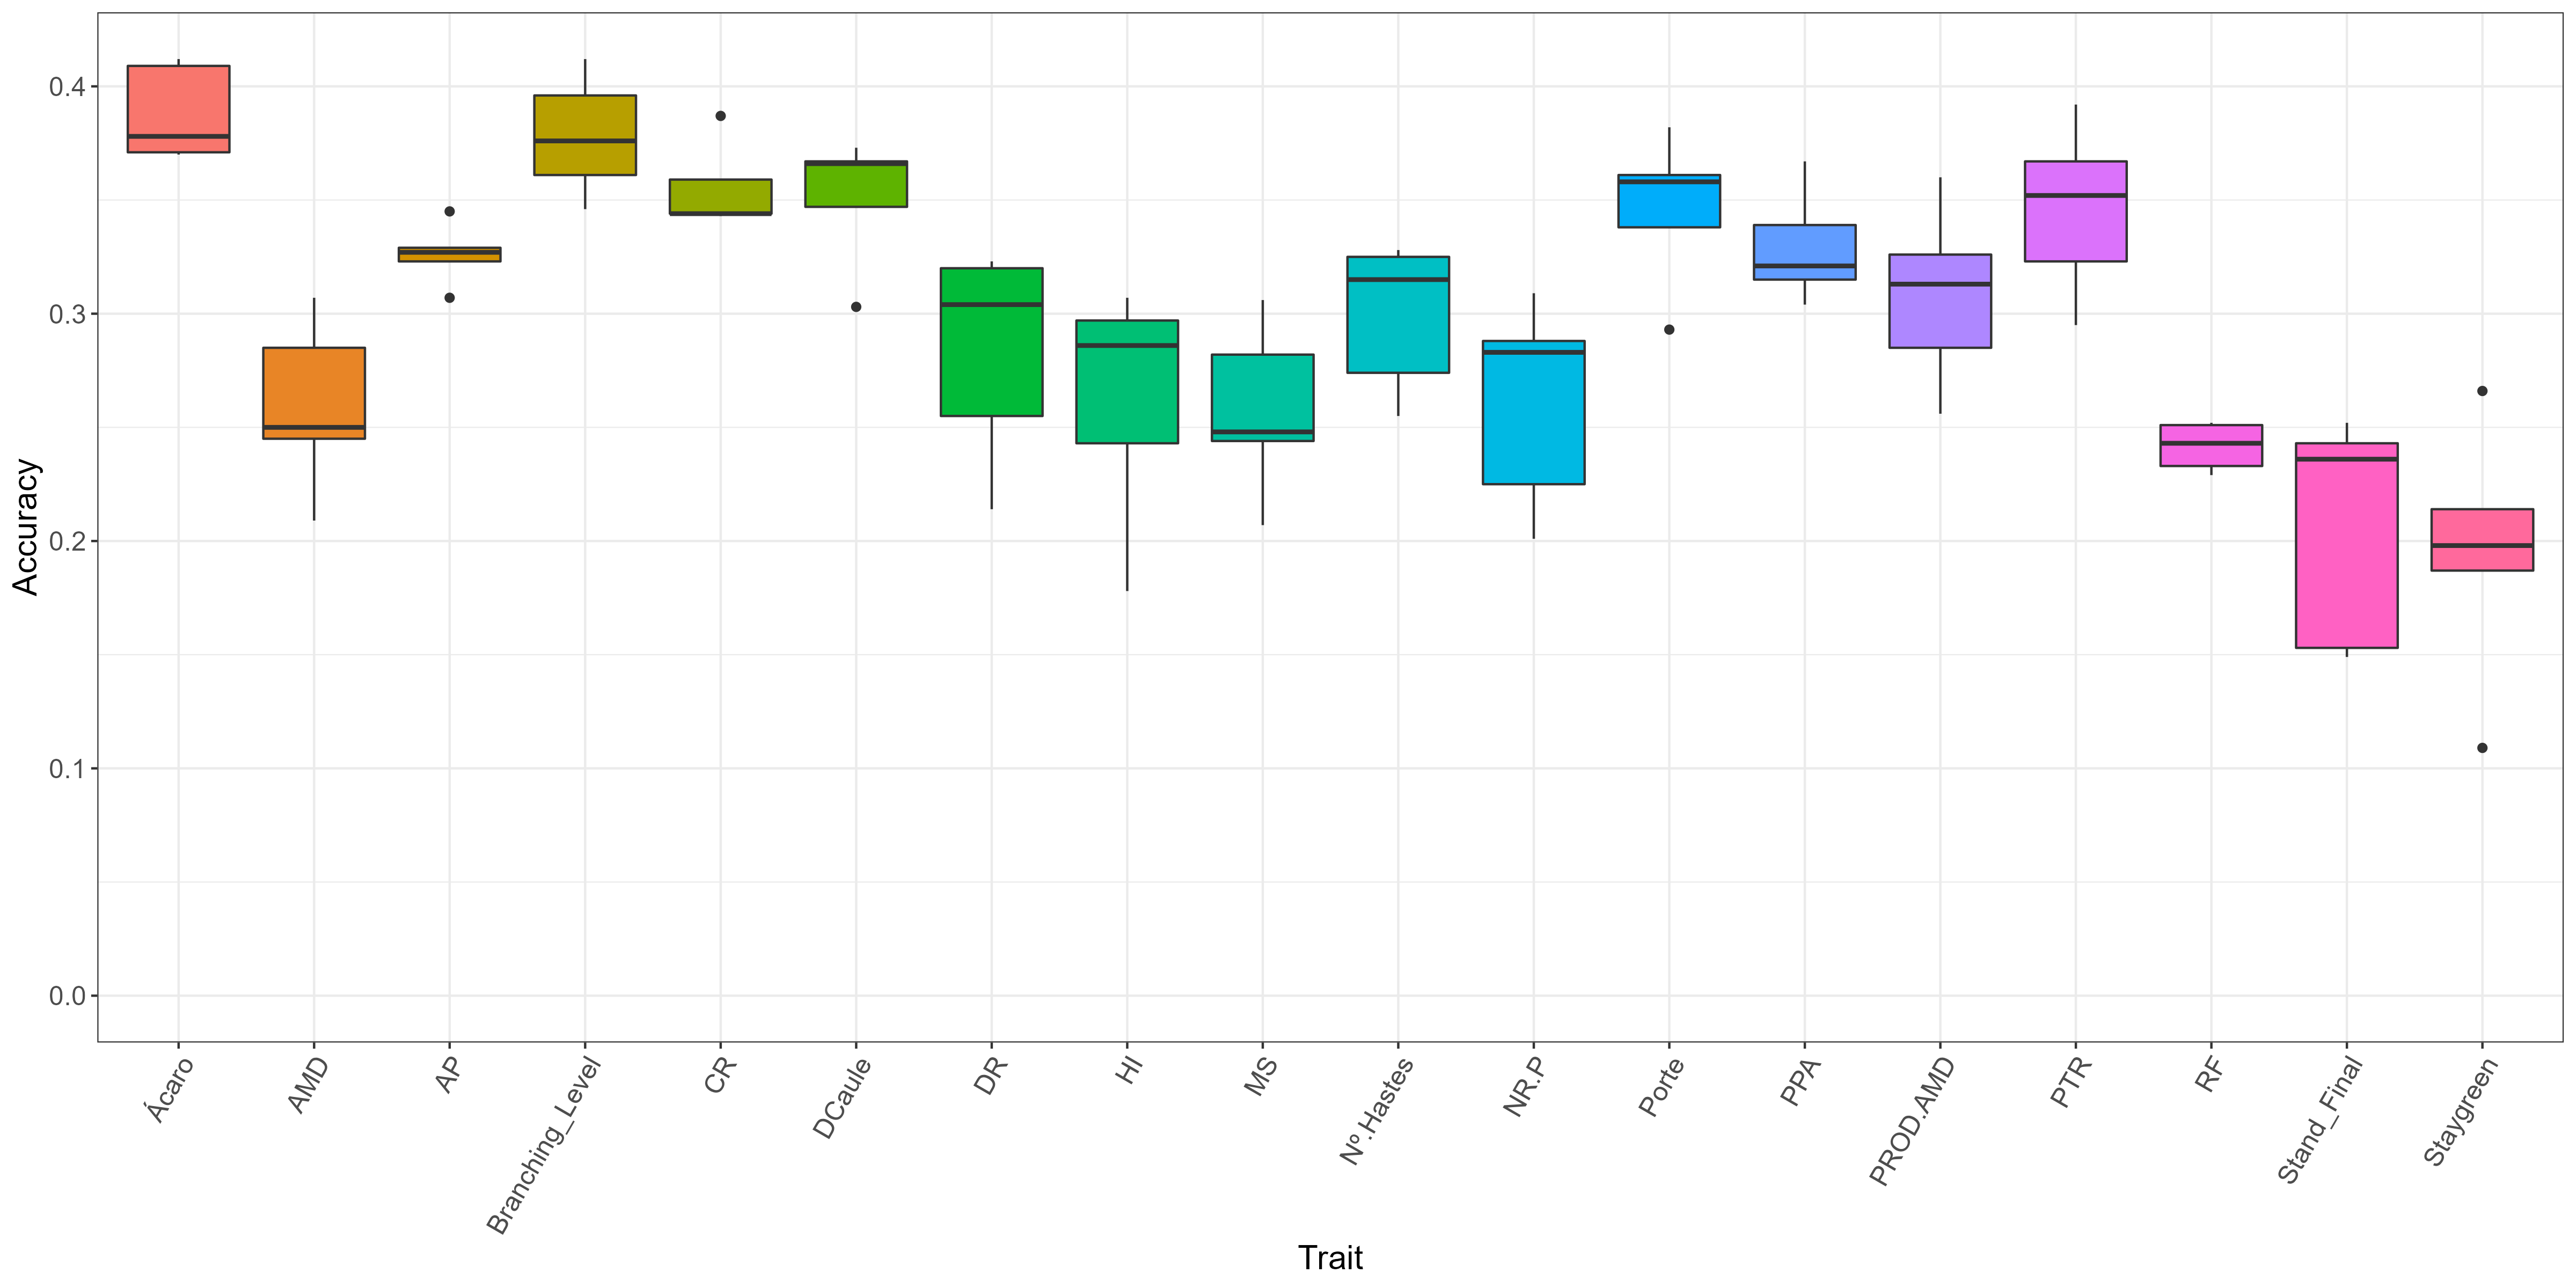 Accuracy
0.4
0.3
0.2
0.1
0.0
Ácaro
AMD
AP
Branching_Level
CR
DCaule
DR
HI
MS
Nº.Hastes
NR.P
Porte
PPA
PROD.AMD
PTR
RF
Stand_Final
Staygreen
Trait